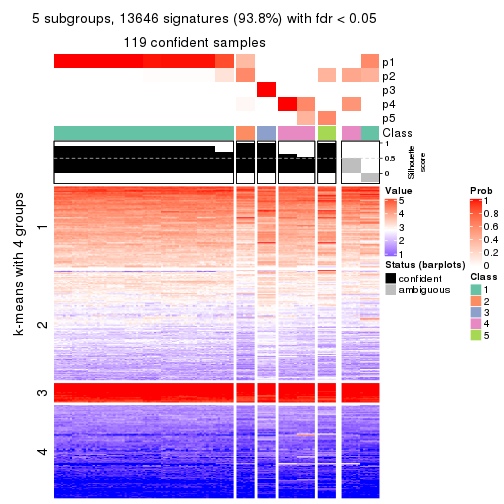 5 subgroups, 13646 signatures (93.8%) with fdr < 0.05
119 confident samples
p1
p2
p3
p4
p5
Class
1
0.5
0
Silhouette
score
k-means with 4 groups
1
2
3
4
Value
5
4
3
2
1
Status (barplots)
confident
ambiguous
Prob
1
0.8
0.6
0.4
0.2
0
Class
1
2
3
4
5